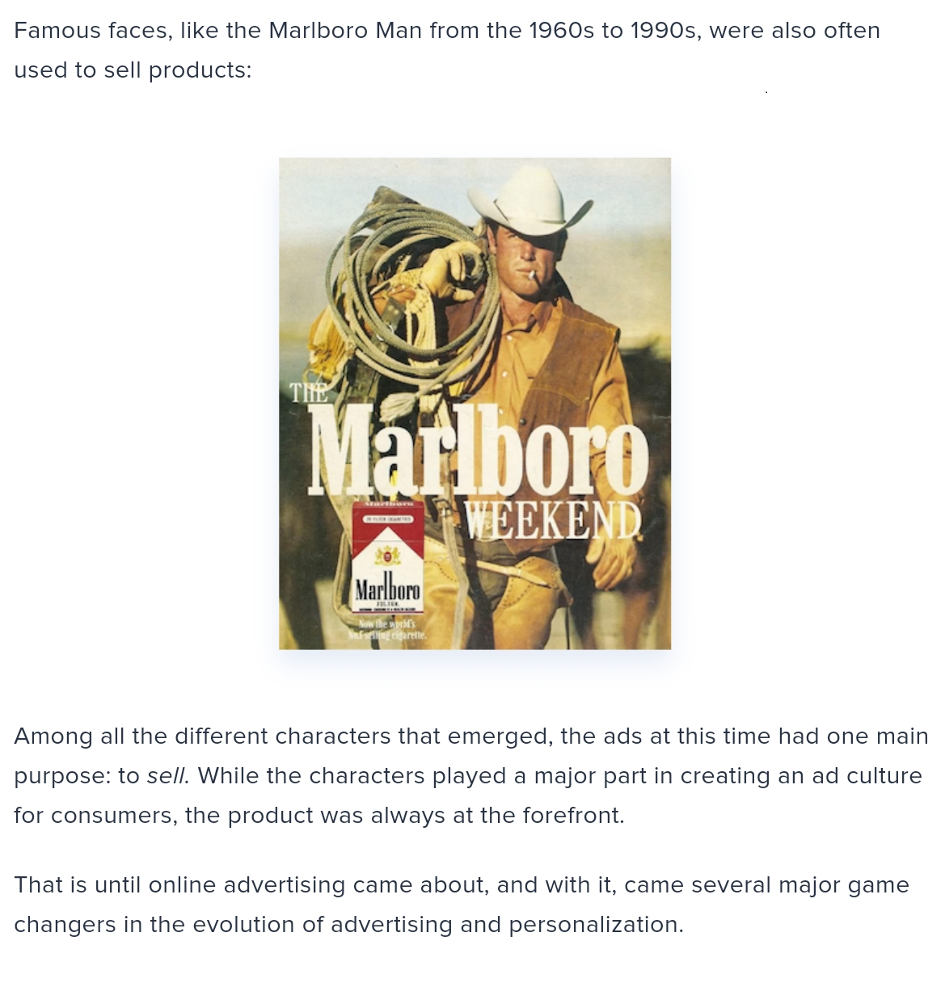 Famous faces, like the Marlboro Man from the 1960s to 1990s, were also often
used to sell products:
THE
Marlboro
WEEKEND
Marlboro
20 FILTER CIGARETTES
Marlboro
Now the world's
No.1 selling cigarette.
Among all the different characters that emerged, the ads at this time had one main
purpose: to sell. While the characters played a major part in creating an ad culture
for consumers, the product was always at the forefront.
That is until online advertising came about, and with it, came several major game
changers in the evolution of advertising and personalization.